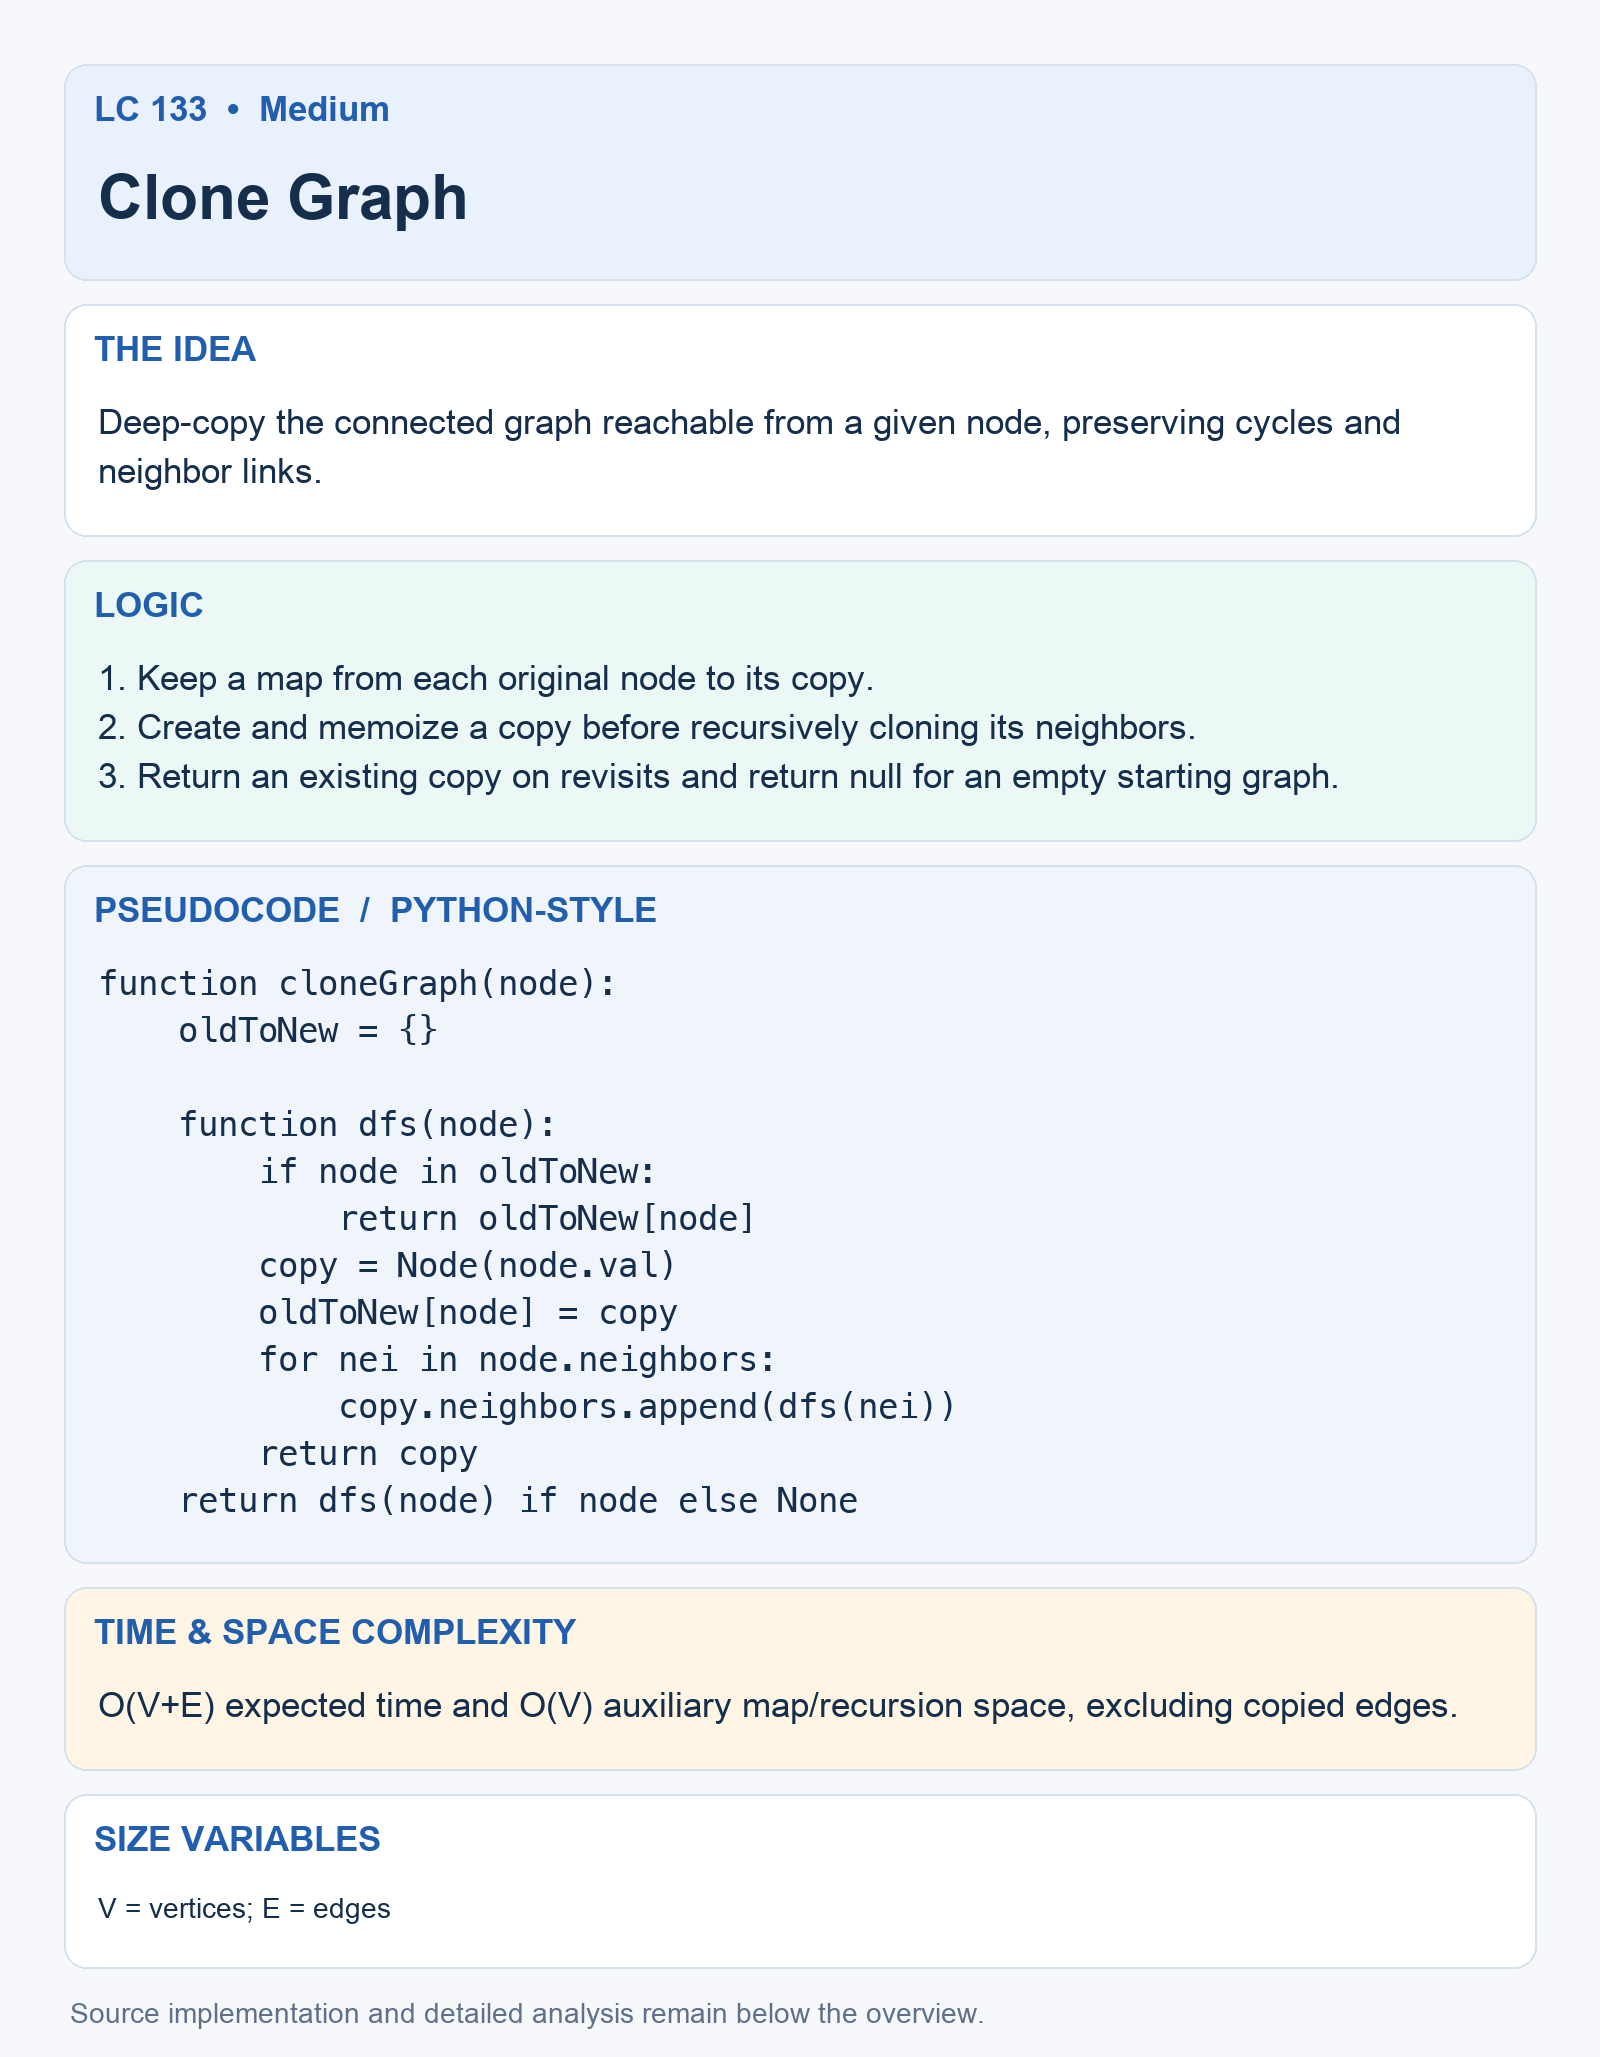 LC 133 • Medium
Clone Graph
THE IDEA
Deep-copy the connected graph reachable from a given node, preserving cycles and
neighbor links.
LOGIC
1. Keep a map from each original node to its copy.
2. Create and memoize a copy before recursively cloning its neighbors.
3. Return an existing copy on revisits and return null for an empty starting graph.
PSEUDOCODE / PYTHON-STYLE
function cloneGraph(node):
    oldToNew = {}
    function dfs(node):
        if node in oldToNew:
            return oldToNew[node]
        copy = Node(node.val)
        oldToNew[node] = copy
        for nei in node.neighbors:
            copy.neighbors.append(dfs(nei))
        return copy
    return dfs(node) if node else None
TIME & SPACE COMPLEXITY
O(V+E) expected time and O(V) auxiliary map/recursion space, excluding copied edges.
SIZE VARIABLES
V = vertices; E = edges
Source implementation and detailed analysis remain below the overview.